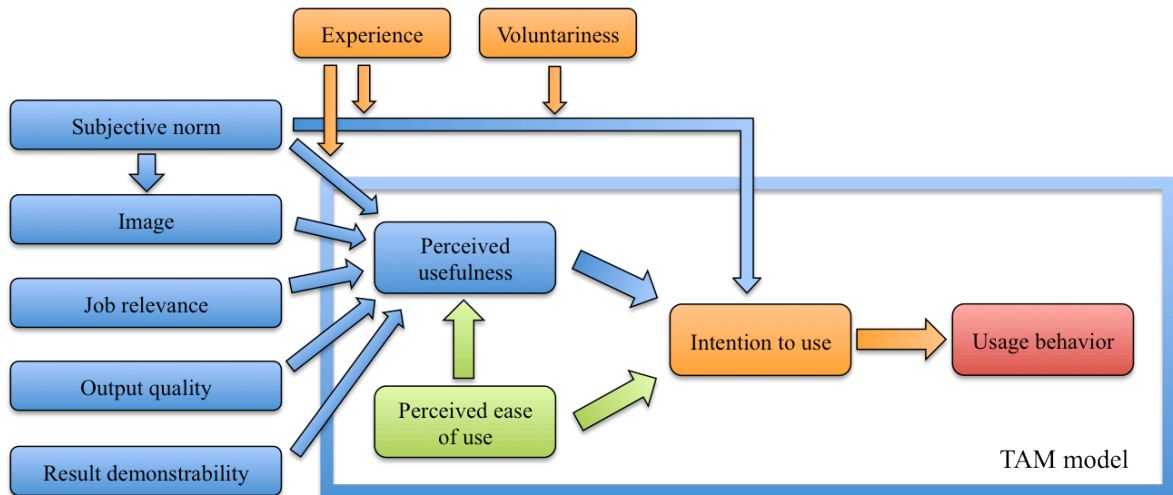 Experience
Voluntariness
Subjective norm
Image
Perceived
usefulness
Job relevance
Intention to use
Usage behavior
Output quality
Perceived ease
of use
Result demonstrability
TAM model